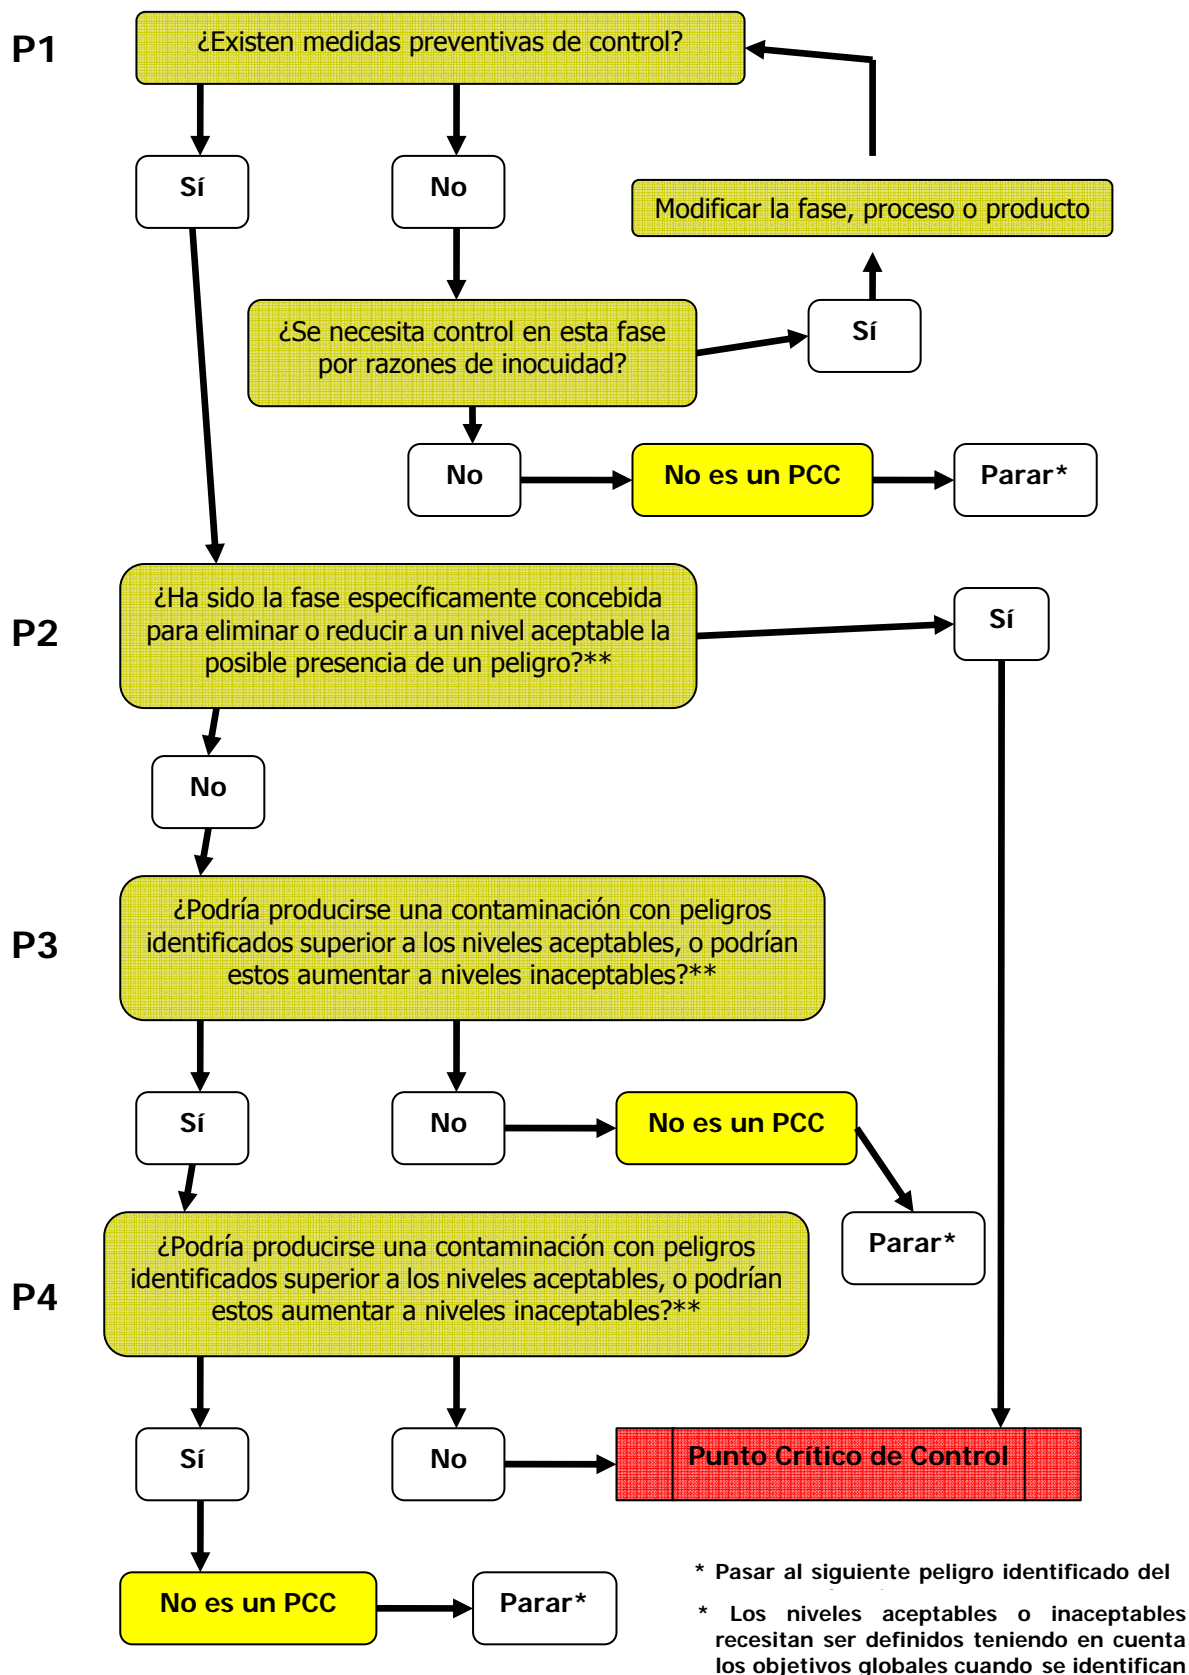 P1
¿Existen medidas preventivas de control?
Sí
No
Modificar la fase, proceso o producto
¿Se necesita control en esta fase
por razones de inocuidad?
Sí
No
No es un PCC
Parar*
P2
¿Ha sido la fase específicamente concebida
para eliminar o reducir a un nivel aceptable la
posible presencia de un peligro?**
Sí
No
P3
¿Podría producirse una contaminación con peligros
identificados superior a los niveles aceptables, o podrían
estos aumentar a niveles inaceptables?**
Sí
No
No es un PCC
Parar*
P4
¿Podría producirse una contaminación con peligros
identificados superior a los niveles aceptables, o podrían
estos aumentar a niveles inaceptables?**
Sí
No
Punto Crítico de Control
No es un PCC
Parar*
* Pasar al siguiente peligro identificado del
* Los niveles aceptables o inaceptables
recesitan ser definidos teniendo en cuenta
los objetivos globales cuando se identifican